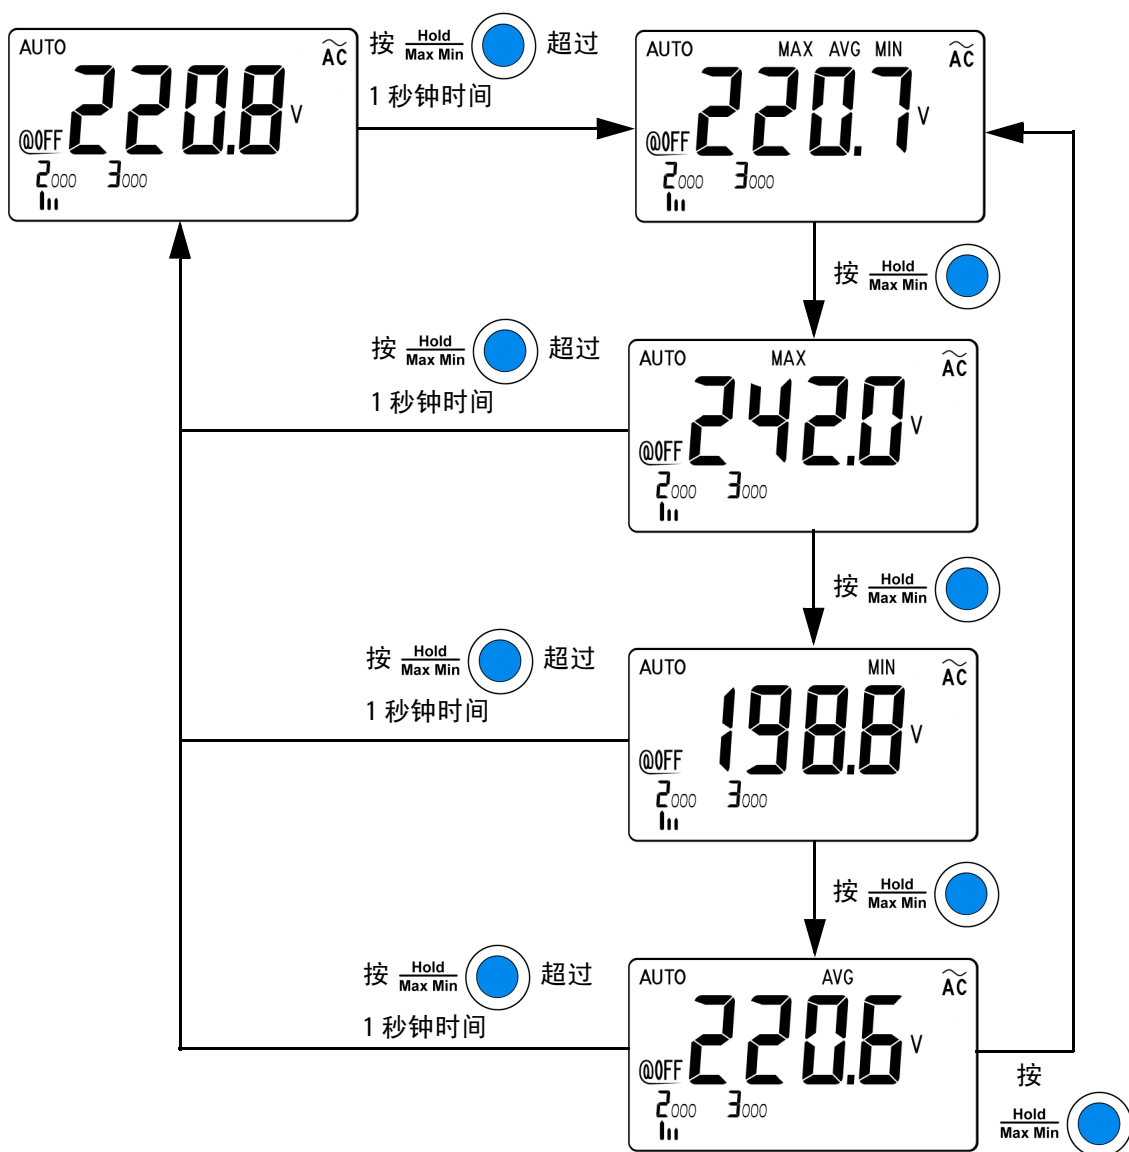 AUTO AC
220.8 V
@OFF
2000 3000
按 Hold
Max Min 超过
1 秒钟时间
AUTO MAX AVG MIN AC
220.7 V
@OFF
2000 3000
按 Hold
Max Min
按 Hold
Max Min 超过
1 秒钟时间
AUTO MAX AC
242.0 V
@OFF
2000 3000
按 Hold
Max Min
按 Hold
Max Min 超过
1 秒钟时间
AUTO MIN AC
198.8 V
@OFF
2000 3000
按 Hold
Max Min
按 Hold
Max Min 超过
1 秒钟时间
AUTO AVG AC
220.6 V
@OFF
2000 3000
按
Hold
Max Min